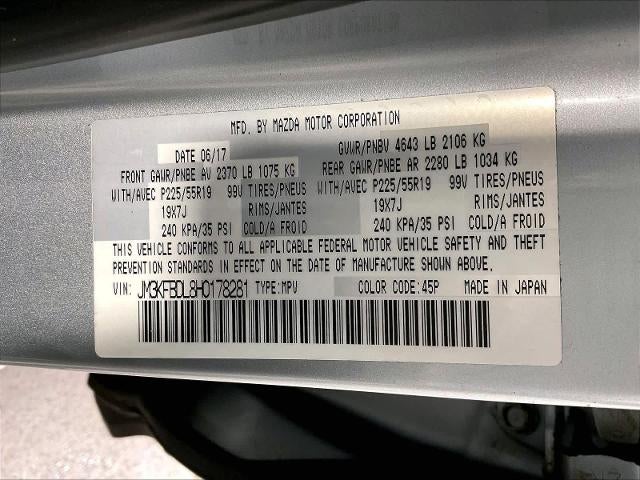 MFD. BY MAZDA MOTOR CORPORATION
DATE 06/17 GVWR/PNBV 4643 LB 2106 KG
FRONT GAWR/PNBE AV 2370 LB 1075 KG REAR GAWR/PNBE AR 2280 LB 1034 KG
WITH/AVEC P225/55R19 99V TIRES/PNEUS WITH/AVEC P225/55R19 99V TIRES/PNEUS
19X7J RIMS/JANTES 19X7J RIMS/JANTES
240 KPA/35 PSI COLD/A FROID 240 KPA/35 PSI COLD/A FROID
THIS VEHICLE CONFORMS TO ALL APPLICABLE FEDERAL MOTOR VEHICLE SAFETY AND THEFT
PREVENTION STANDARDS IN EFFECT ON THE DATE OF MANUFACTURE SHOWN ABOVE.
VIN: JM3KFBDL8H0178281 TYPE:MPV COLOR CODE:45P MADE IN JAPAN